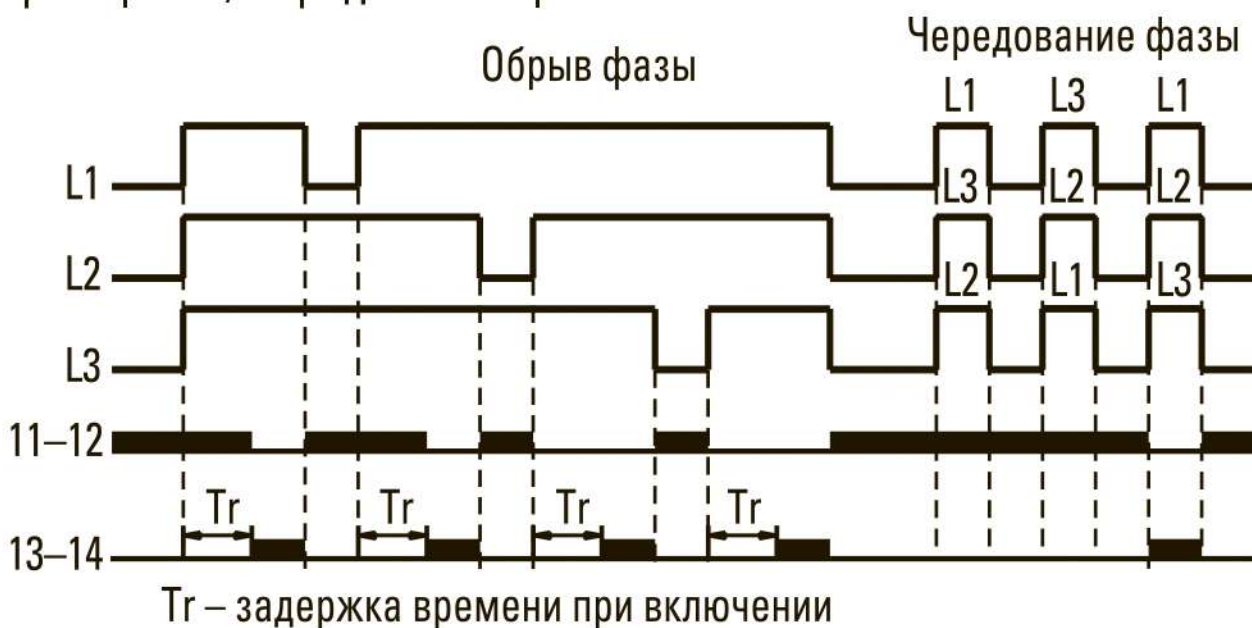 Чередование фазы
Обрыв фазы
L1 L3 L1
L1 L3 L2 L2
L2 L2 L1 L3
L3
11–12
Tr Tr Tr Tr
13–14
Tr – задержка времени при включении